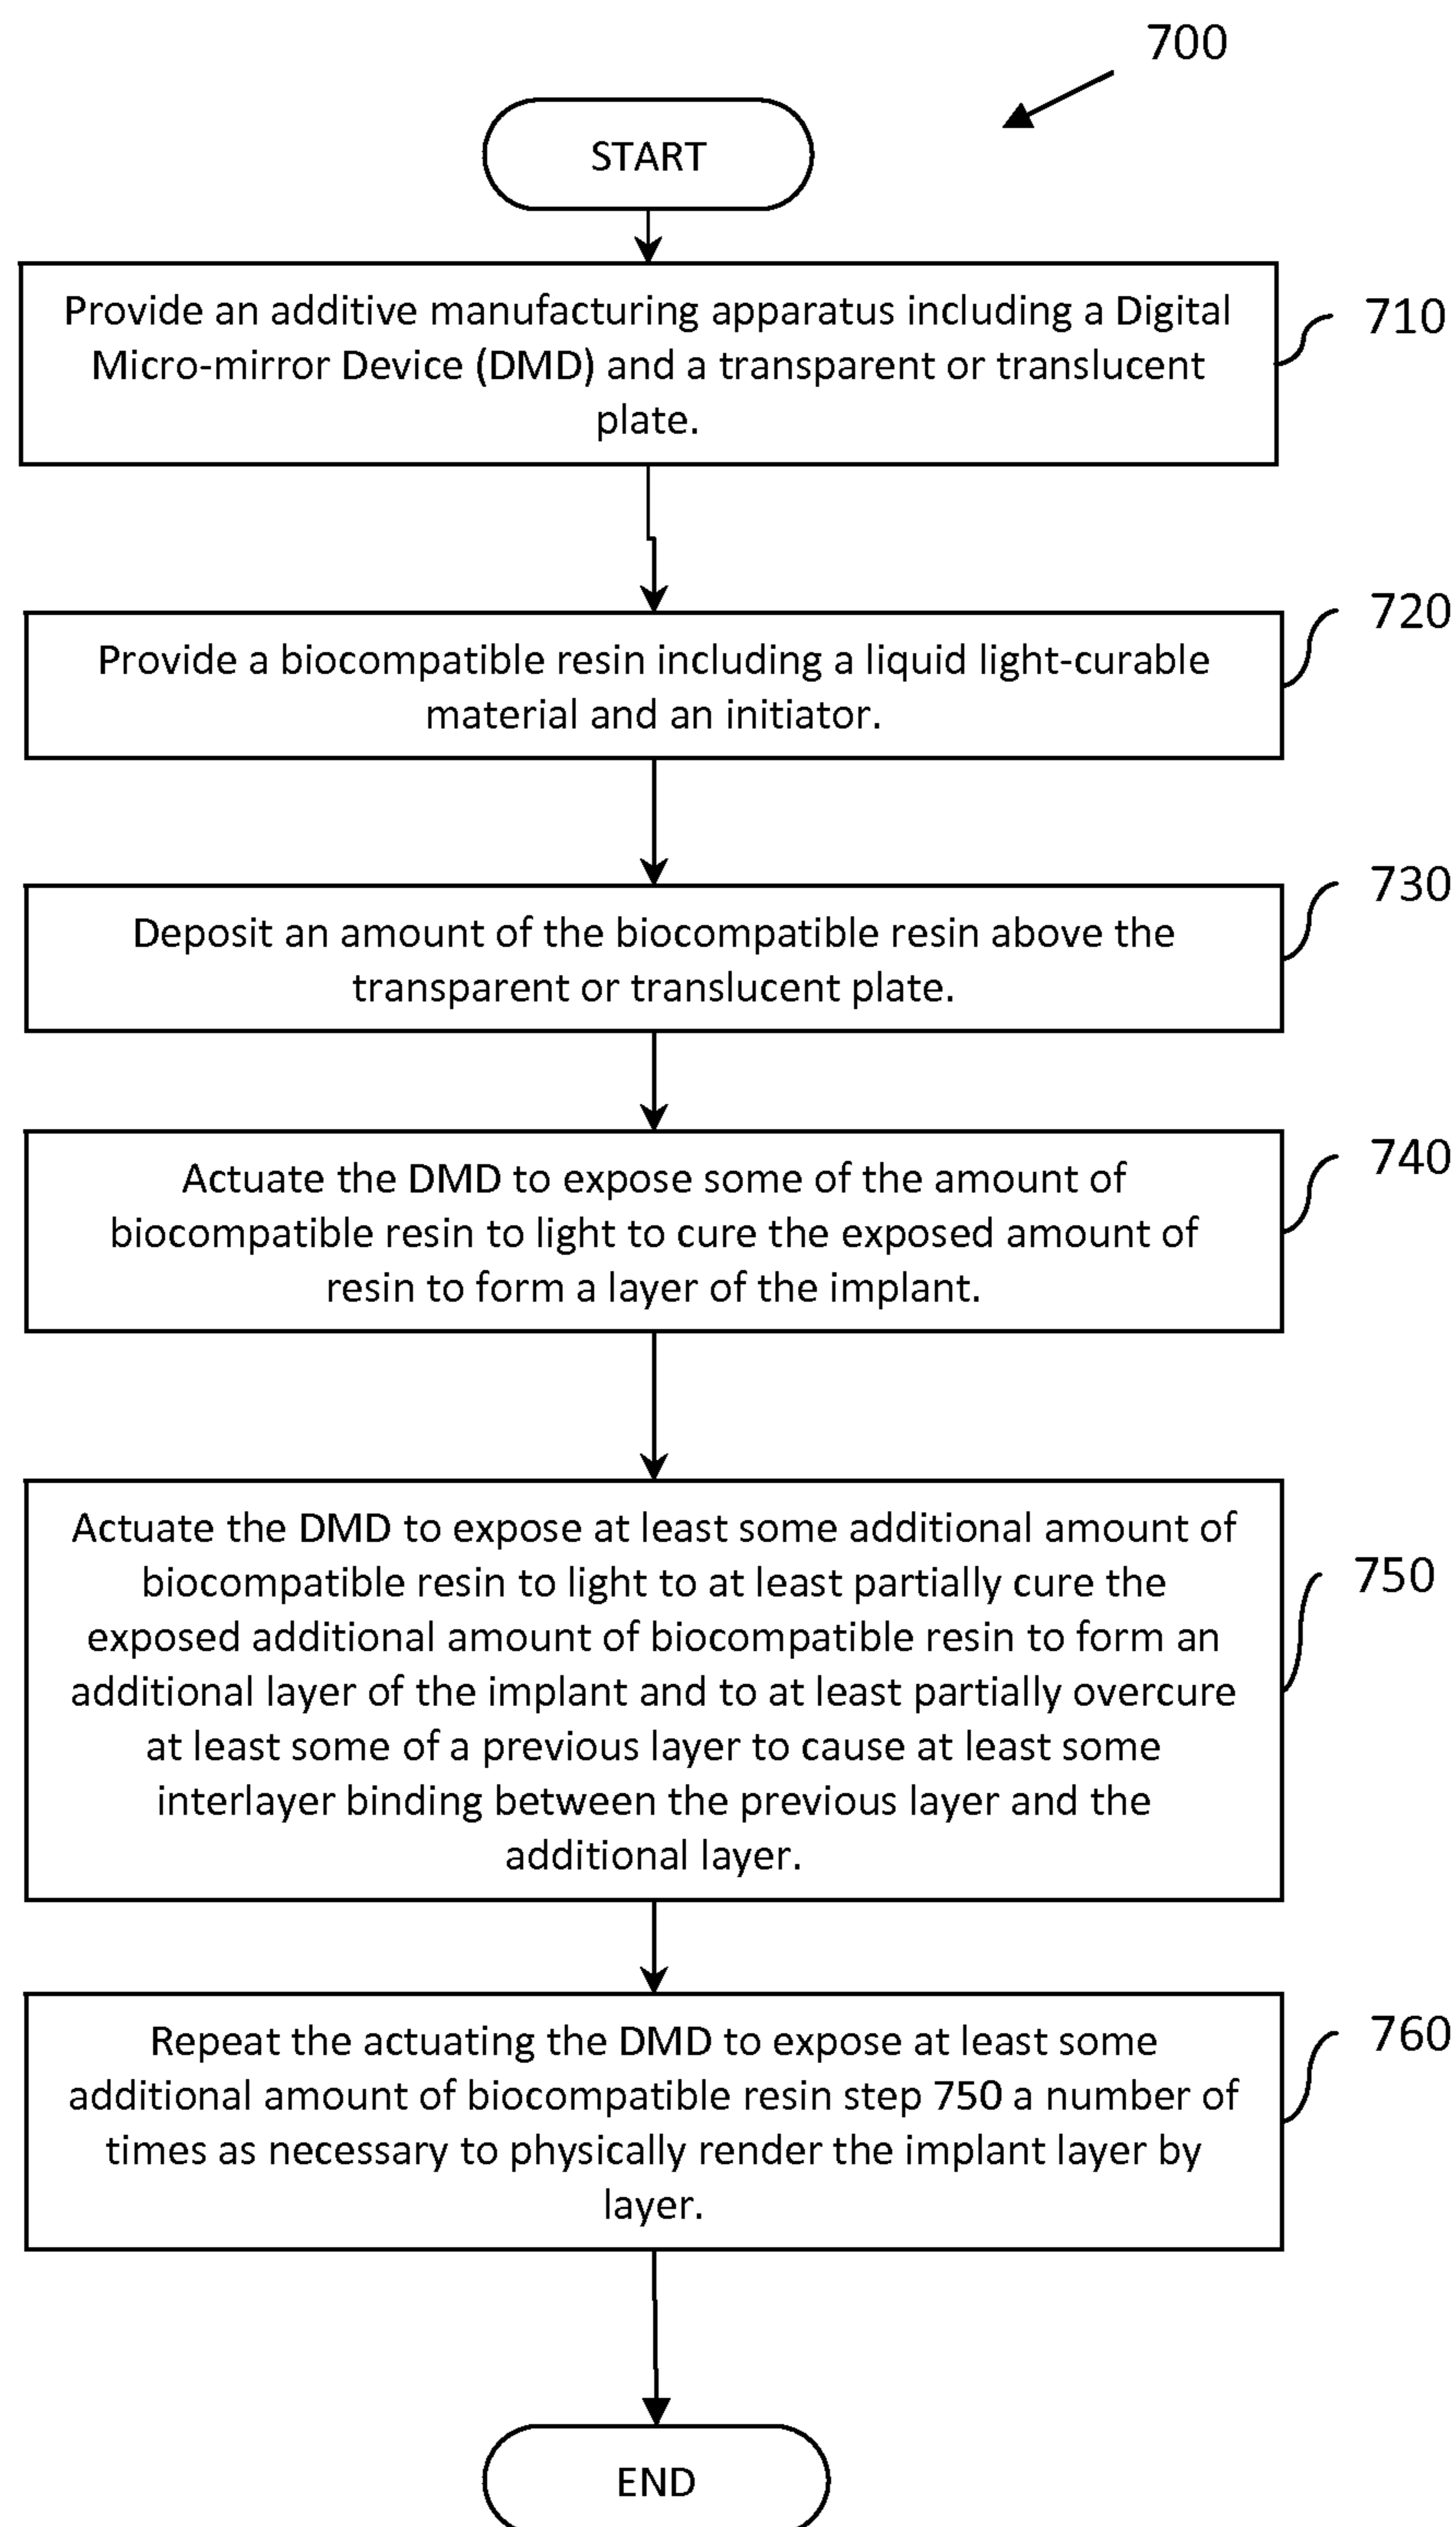 700
START
Provide an additive manufacturing apparatus including a Digital
Micro-mirror Device (DMD) and a transparent or translucent
plate.
710
Provide a biocompatible resin including a liquid light-curable
material and an initiator.
720
Deposit an amount of the biocompatible resin above the
transparent or translucent plate.
730
Actuate the DMD to expose some of the amount of
biocompatible resin to light to cure the exposed amount of
resin to form a layer of the implant.
740
Actuate the DMD to expose at least some additional amount of
biocompatible resin to light to at least partially cure the
exposed additional amount of biocompatible resin to form an
additional layer of the implant and to at least partially overcure
at least some of a previous layer to cause at least some
interlayer binding between the previous layer and the
additional layer.
750
Repeat the actuating the DMD to expose at least some
additional amount of biocompatible resin step 750 a number of
times as necessary to physically render the implant layer by
layer.
760
END